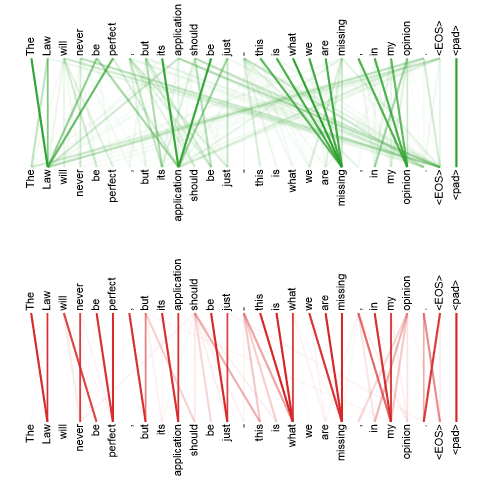 The Law will never be perfect , but its application should be just - this is what we are missing , in my opinion . <EOS> <pad>
The Law will never be perfect , but its application should be just - this is what we are missing , in my opinion . <EOS> <pad>
The Law will never be perfect , but its application should be just - this is what we are missing , in my opinion . <EOS> <pad>
The Law will never be perfect , but its application should be just - this is what we are missing , in my opinion . <EOS> <pad>